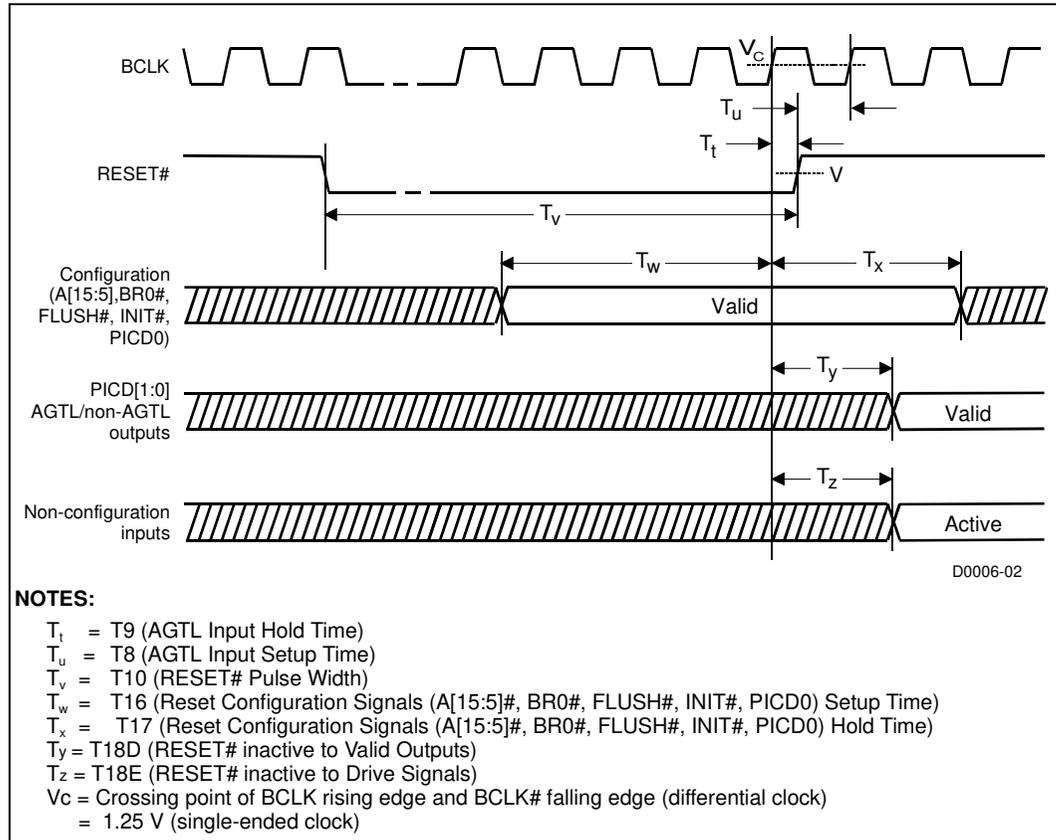 BCLK
V_C
T_u
T_t
RESET#
V
T_v
T_w
T_x
Configuration
(A[15:5],BR0#,
FLUSH#, INIT#,
PICD0)
Valid
PICD[1:0]
AGTL/non-AGTL
outputs
T_y
Valid
T_z
Non-configuration
inputs
Active
D0006-02
NOTES:
T_t = T9 (AGTL Input Hold Time)
T_u = T8 (AGTL Input Setup Time)
T_v = T10 (RESET# Pulse Width)
T_w = T16 (Reset Configuration Signals (A[15:5]#, BR0#, FLUSH#, INIT#, PICD0) Setup Time)
T_x = T17 (Reset Configuration Signals (A[15:5]#, BR0#, FLUSH#, INIT#, PICD0) Hold Time)
Ty = T18D (RESET# inactive to Valid Outputs)
Tz = T18E (RESET# inactive to Drive Signals)
Vc = Crossing point of BCLK rising edge and BCLK# falling edge (differential clock)
= 1.25 V (single-ended clock)